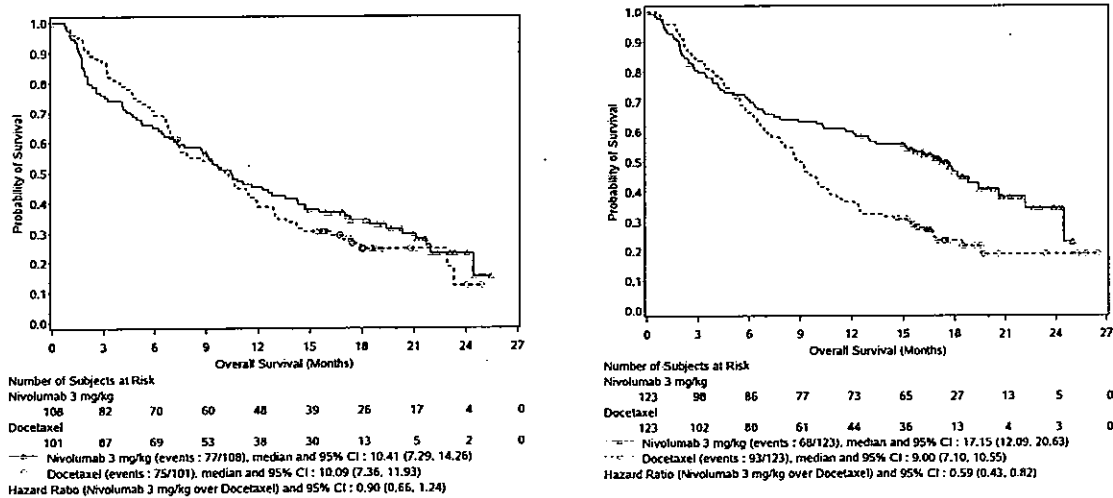 1.0
0.9
0.8
0.7
0.6
0.5
0.4
0.3
0.2
0.1
0.0
Probability of Survival
0 3 6 9 12 15 18 21 24 27
Overall Survival (Months)
Number of Subjects at Risk
Nivolumab 3 mg/kg
108 82 70 60 48 39 26 17 4 0
Docetaxel
101 87 69 53 38 30 13 5 2 0
Nivolumab 3 mg/kg (events : 77/108), median and 95% CI : 10.41 (7.29, 14.26)
Docetaxel (events : 75/101), median and 95% CI : 10.09 (7.36, 11.93)
Hazard Ratio (Nivolumab 3 mg/kg over Docetaxel) and 95% CI : 0.90 (0.66, 1.24)
1.0
0.9
0.8
0.7
0.6
0.5
0.4
0.3
0.2
0.1
0.0
Probability of Survival
0 3 6 9 12 15 18 21 24 27
Overall Survival (Months)
Number of Subjects at Risk
Nivolumab 3 mg/kg
123 98 86 77 73 65 27 13 5 0
Docetaxel
123 102 80 61 44 36 13 4 3 0
Nivolumab 3 mg/kg (events : 68/123), median and 95% CI : 17.15 (12.09, 20.63)
Docetaxel (events : 93/123), median and 95% CI : 9.00 (7.10, 10.55)
Hazard Ratio (Nivolumab 3 mg/kg over Docetaxel) and 95% CI : 0.59 (0.43, 0.82)